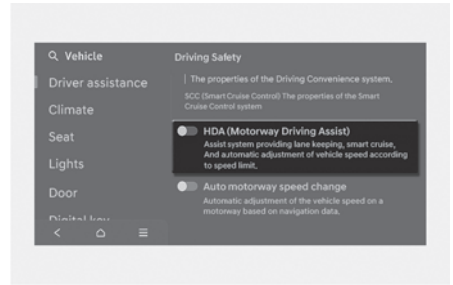 Vehicle
Driver assistance
Climate
Seat
Lights
Door
Digital key
Driving Safety
The properties of the Driving Convenience system.
SCC (Smart Cruise Control) The properties of the Smart
Cruise Control system
HDA (Motorway Driving Assist)
Assist system providing lane keeping, smart cruise,
And automatic adjustment of vehicle speed according
to speed limit.
Auto motorway speed change
Automatic adjustment of the vehicle speed on a
motorway based on navigation data.